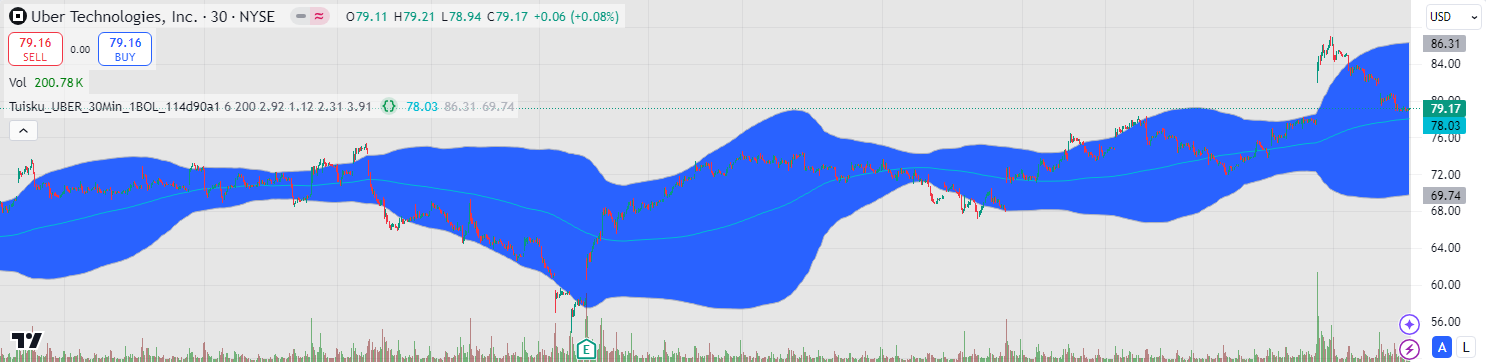 Uber Technologies, Inc. · 30 · NYSE O79.11 H79.21 L78.94 C79.17 +0.06 (+0.08%) USD
79.16 SELL 0.00 79.16 BUY
86.31
84.00
Vol 200.78 K
Tuisku_UBER_30Min_1BOL_114d90a1 6 200 2.92 1.12 2.31 3.91 {} 78.03 86.31 69.74
80.00
79.17
78.03
76.00
72.00
69.74
68.00
64.00
60.00
56.00
E
A L